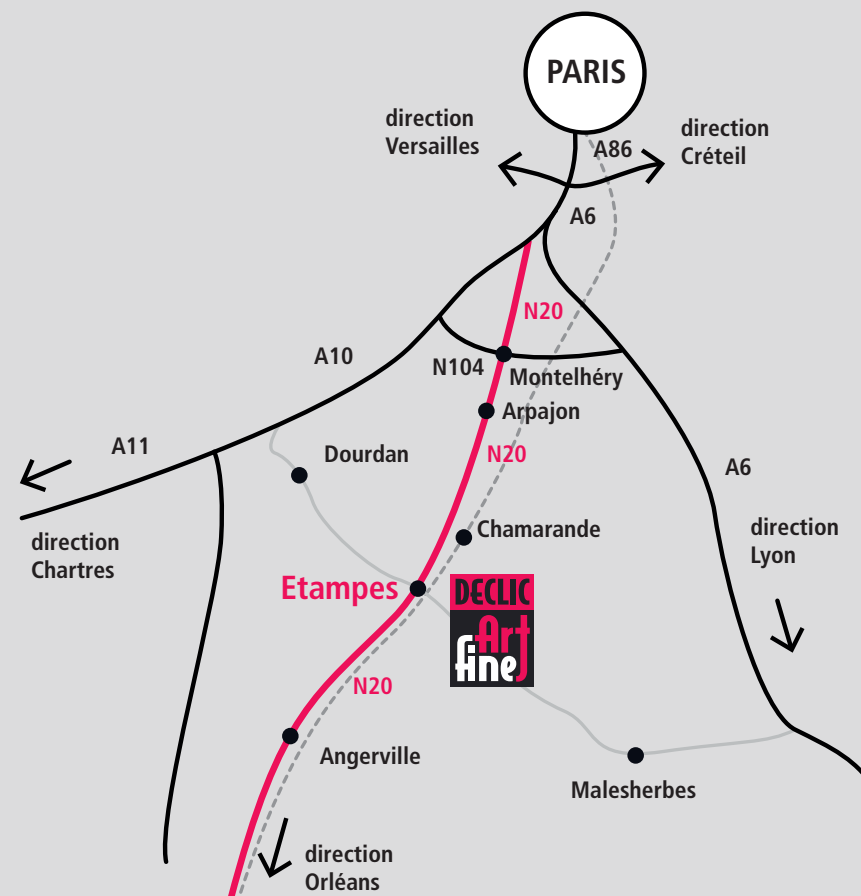 PARIS
direction
Versailles
direction
Créteil
A86
A6
N20
A10
N104
Montelhéry
Arpajon
A11
Dourdan
N20
A6
Chamarande
direction
Chartres
direction
Lyon
Etampes
DECLIC
Art
fine
N20
Angerville
Malesherbes
direction
Orléans